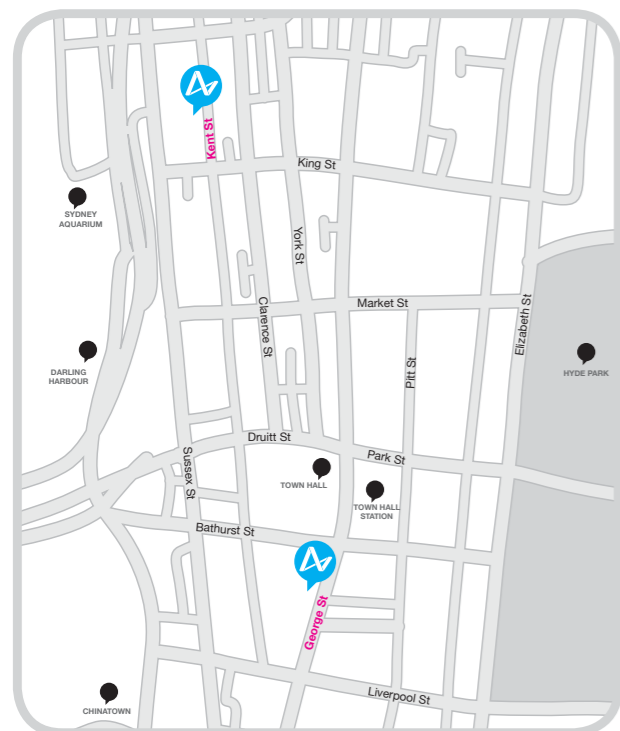 Kent St
King St
SYDNEY
AQUARIUM
York St
Market St
Clarence St
Elizabeth St
DARLING
HARBOUR
Pitt St
HYDE PARK
Druitt St
Park St
Sussex St
TOWN HALL
TOWN HALL
STATION
Bathurst St
George St
Liverpool St
CHINATOWN